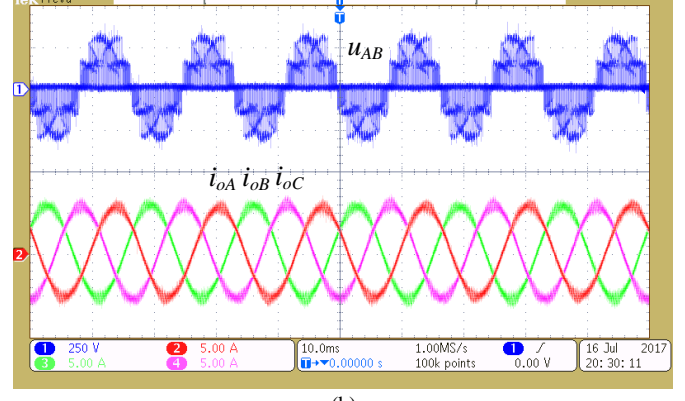 T
u_AB
1
i_oA i_oB i_oC
2
1 250 V 2 5.00 A 10.0ms 1.00MS/s 1 / 16 Jul 2017
3 5.00 A 4 5.00 A T→▼0.00000 s 100k points 0.00 V 20:30:11